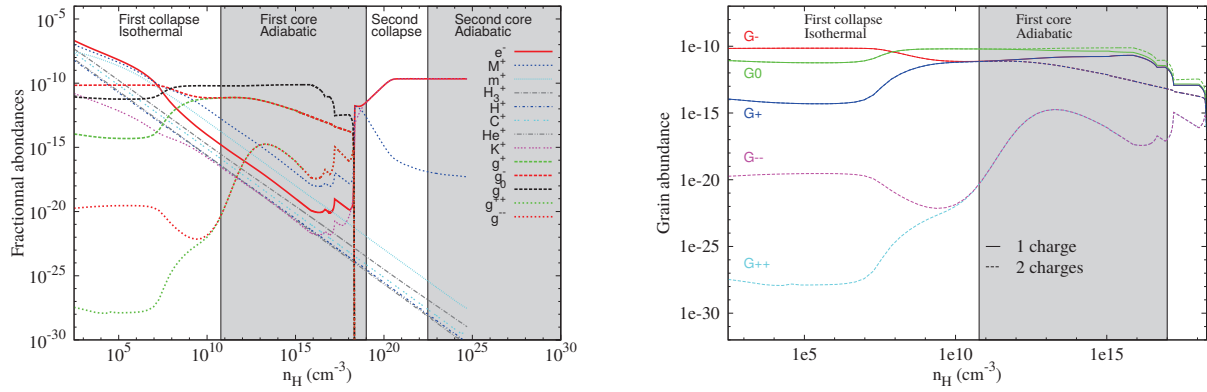 First collapse
Isothermal
First core
Adiabatic
Second
collapse
Second core
Adiabatic
Fractionnal abondances
10^-5
10^-10
10^-15
10^-20
10^-25
10^-30
e^-
M^+
m^+
H_3^+
H^+
C^+
He^+
K^+
g^+
g^-
g^0
g^++
g^--
10^5
10^10
10^15
10^20
10^25
10^30
n_H (cm^-3)
First collapse
Isothermal
First core
Adiabatic
Grain abundance
1e-10
1e-15
1e-20
1e-25
1e-30
G-
G0
G+
G--
G++
1 charge
2 charges
1e5
1e10
1e15
n_H (cm^-3)